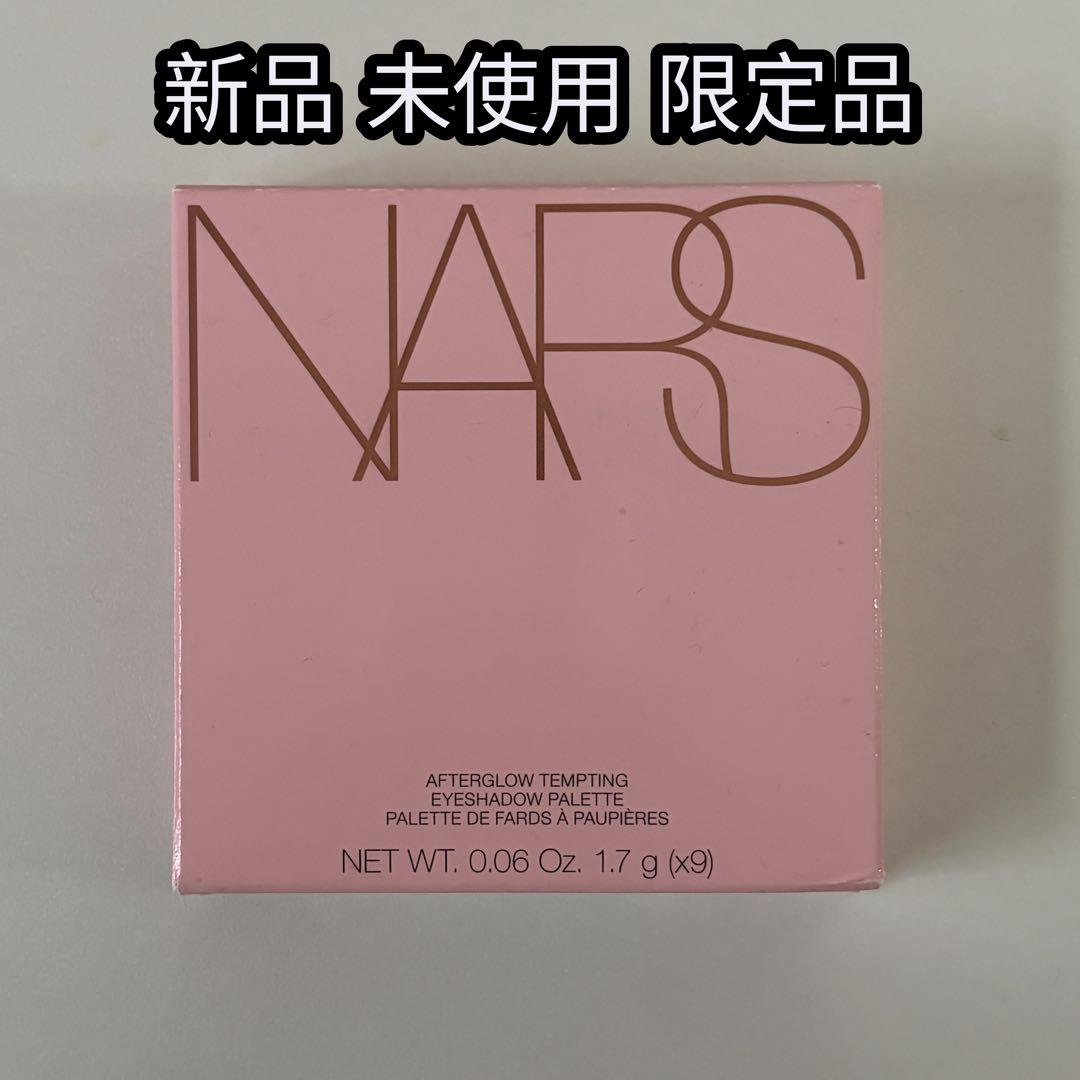 新品 未使用 限定品
NARS
AFTERGLOW TEMPTING
EYESHADOW PALETTE
PALETTE DE FARDS À PAUPIÈRES
NET WT. 0.06 Oz. 1.7 g (x9)